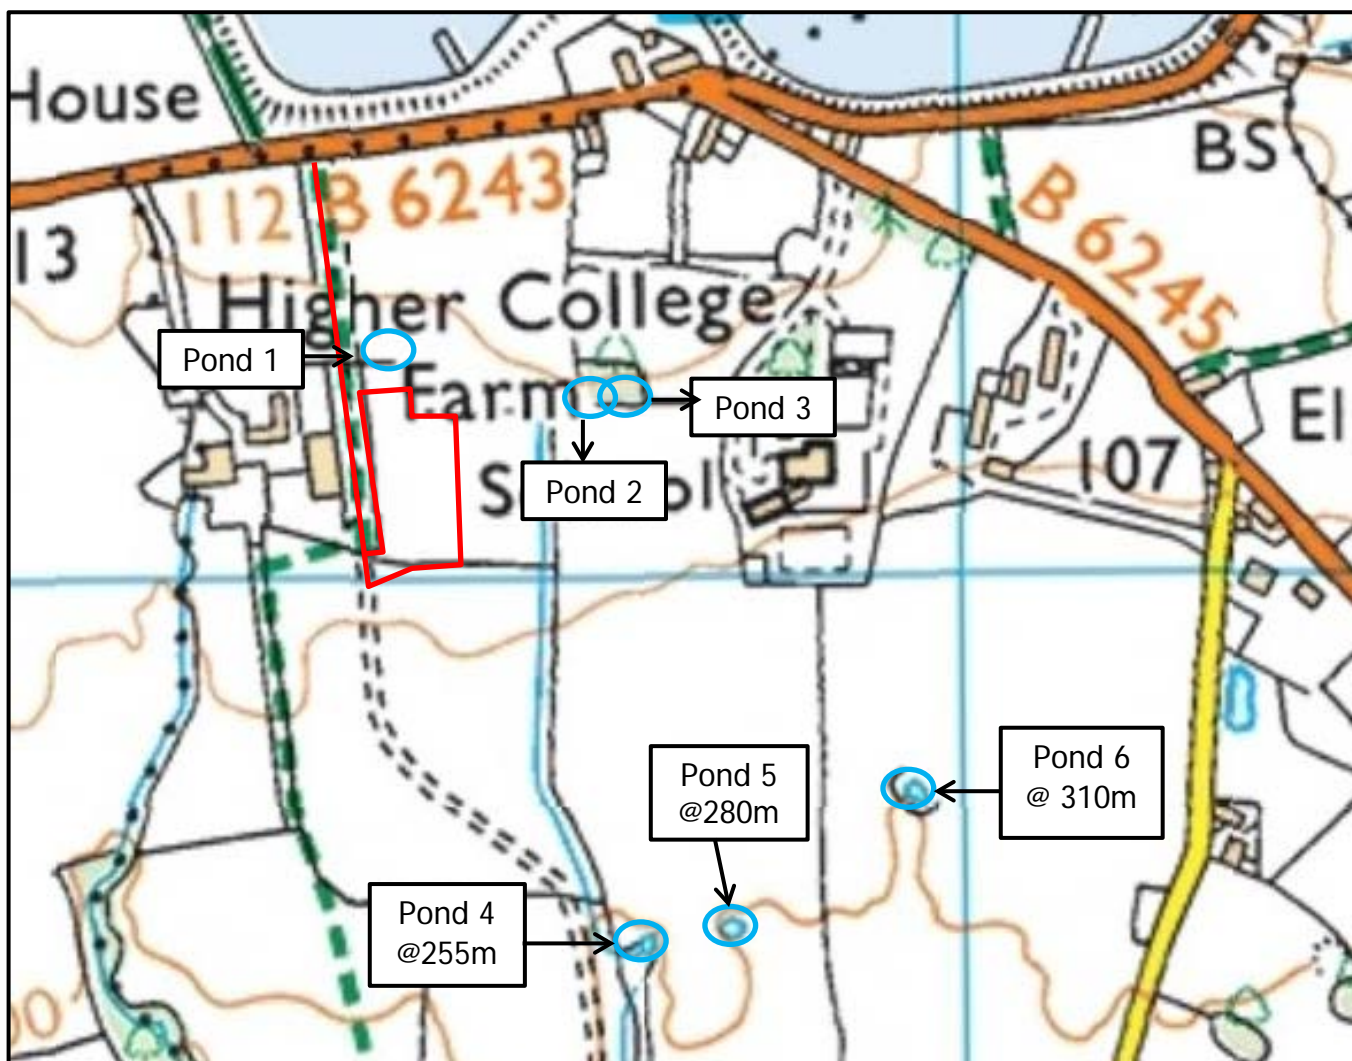 House
BS
112
B 6243
B 6245
13
Higher College
Farm
Pond 1
Pond 3
Pond 2
107
El
Pond 5
@280m
Pond 6
@ 310m
Pond 4
@255m